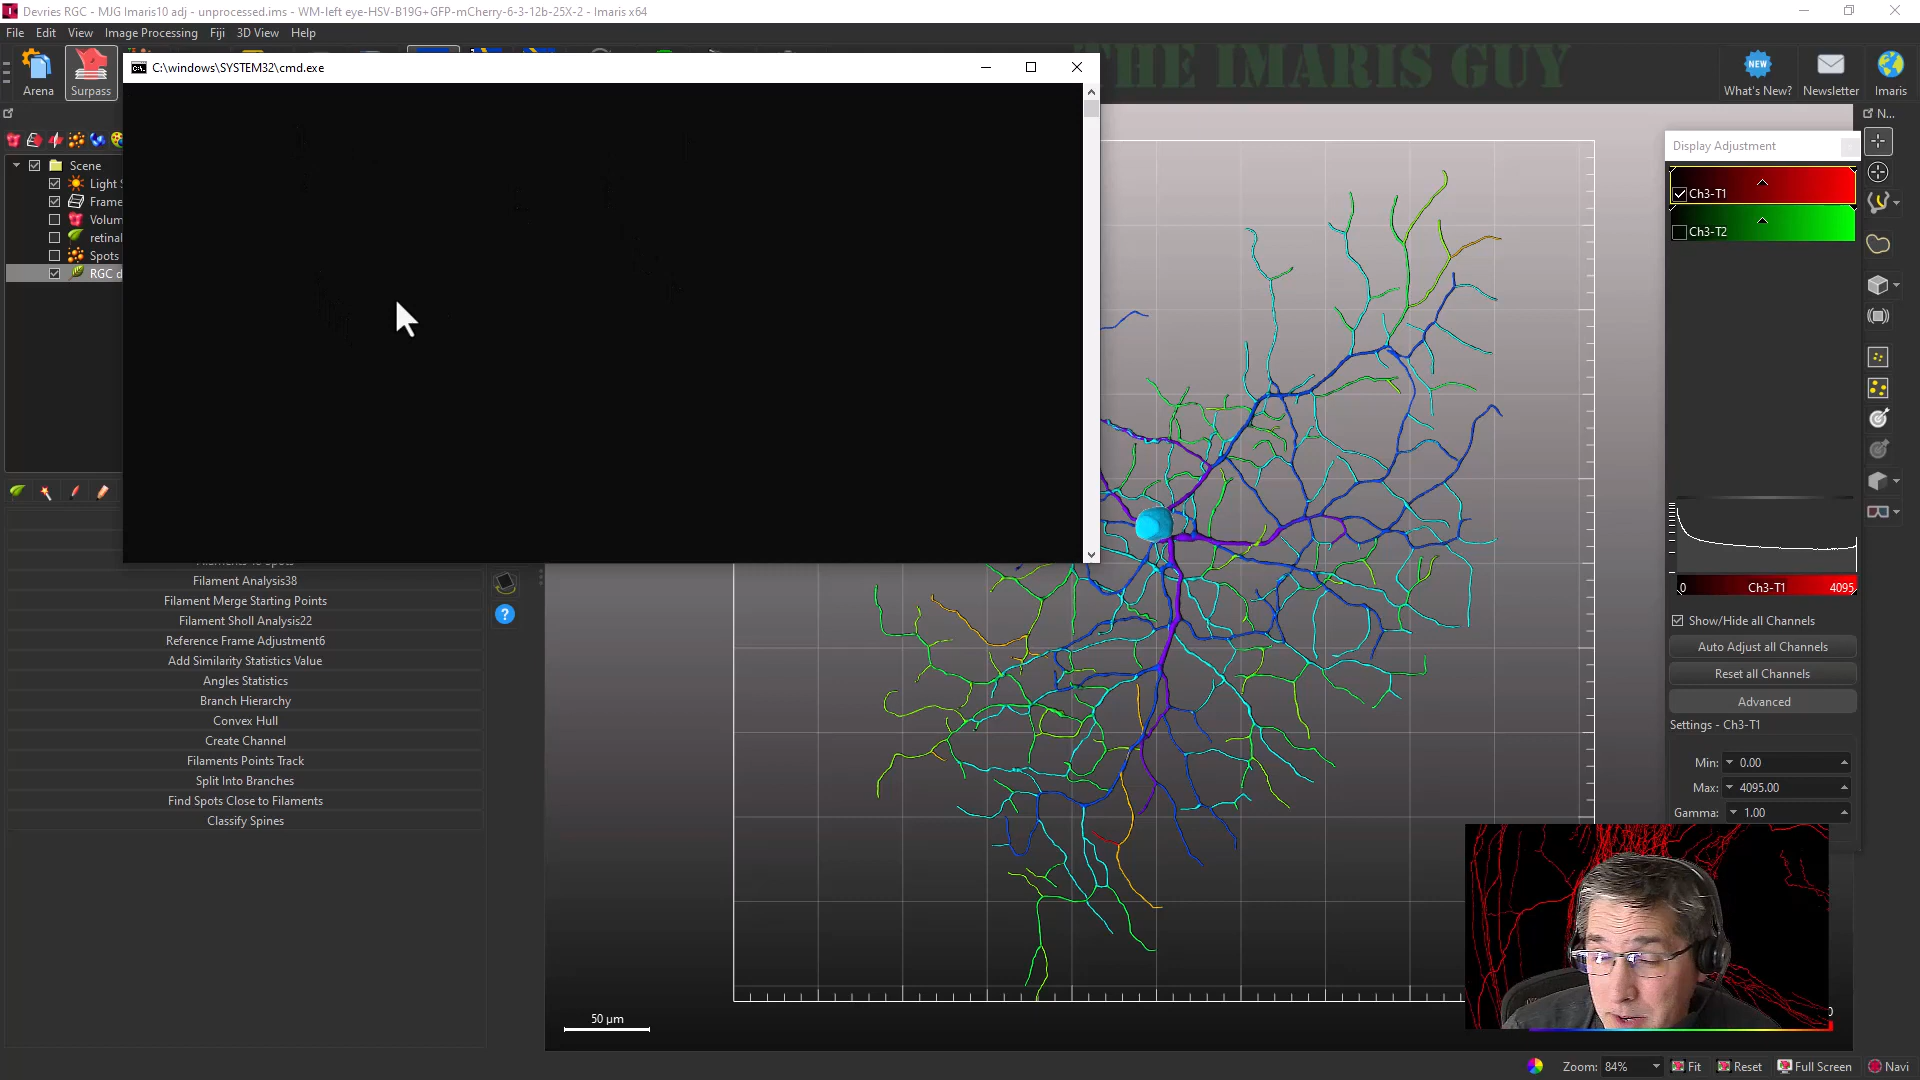 Devries RGC - MJG Imaris10 adj - unprocessed.ims - WM-left eye-HSV-B19G+GFP-mCherry-6-3-12b-25X-2 - Imaris x64
File Edit View Image Processing Fiji 3D View Help
C:\windows\SYSTEM32\cmd.exe
THE IMARIS GUY
Arena
Surpass
What's New?
Newsletter
Imaris
NEW
N...
Scene
Light S
Frame
Volum
retinal
Spots
RGC d
Filament Analysis38
Filament Merge Starting Points
Filament Sholl Analysis22
Reference Frame Adjustment6
Add Similarity Statistics Value
Angles Statistics
Branch Hierarchy
Convex Hull
Create Channel
Filaments Points Track
Split Into Branches
Find Spots Close to Filaments
Classify Spines
50 µm
Display Adjustment
Ch3-T1
Ch3-T2
0 Ch3-T1 4095
Show/Hide all Channels
Auto Adjust all Channels
Reset all Channels
Advanced
Settings - Ch3-T1
Min: 0.00
Max: 4095.00
Gamma: 1.00
Zoom: 84% Fit Reset Full Screen Navi